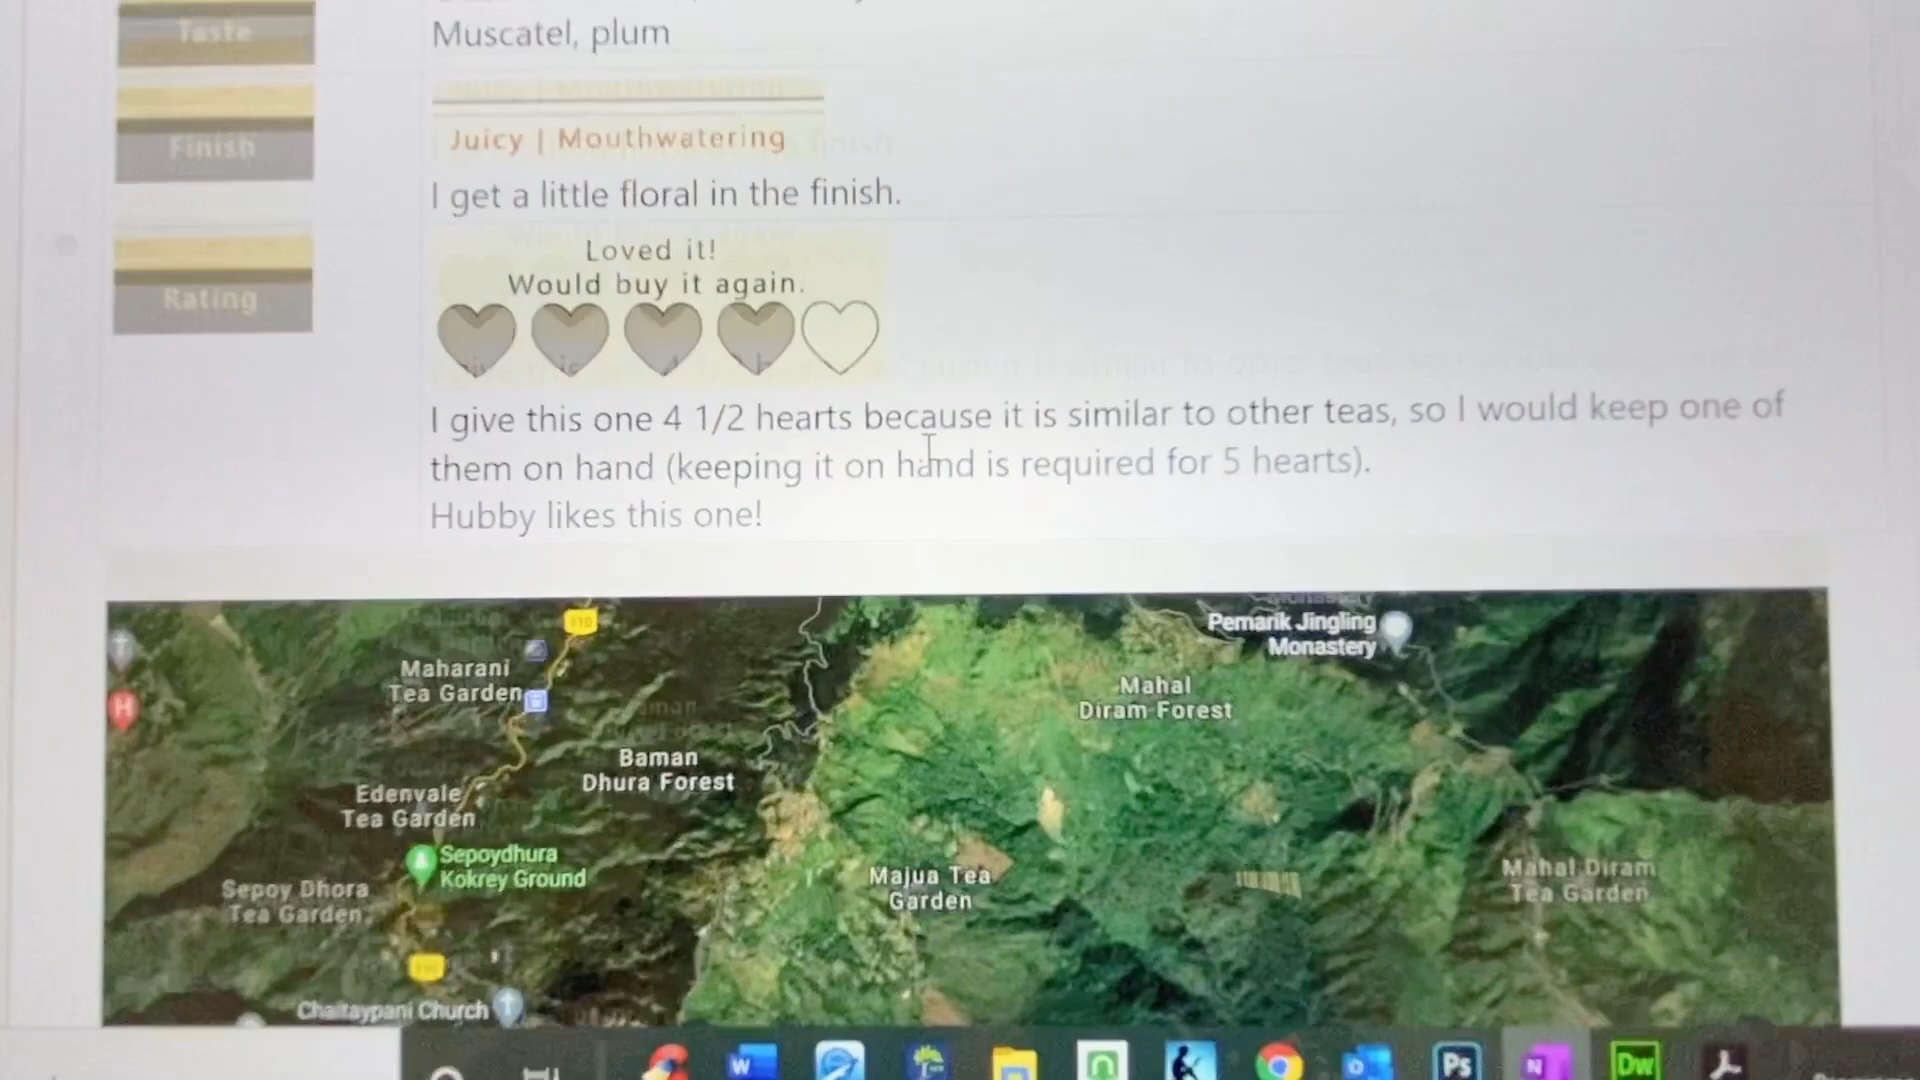 Taste
Muscatel, plum
Finish
Juicy | Mouthwatering
I get a little floral in the finish.
Rating
Loved it!
Would buy it again.
I give this one 4 1/2 hearts because it is similar to other teas, so I would keep one of
them on hand (keeping it on hand is required for 5 hearts).
Hubby likes this one!
110
Pemarik Jingling
Monastery
Maharani
Tea Garden
Mahal
Diram Forest
H
Baman
Dhura Forest
Edenvale
Tea Garden
Sepoydhura
Kokrey Ground
Sepoy Dhora
Tea Garden
Majua Tea
Garden
Mahal Diram
Tea Garden
110
Chaitaypani Church
W
n
o
Ps
N
Dw